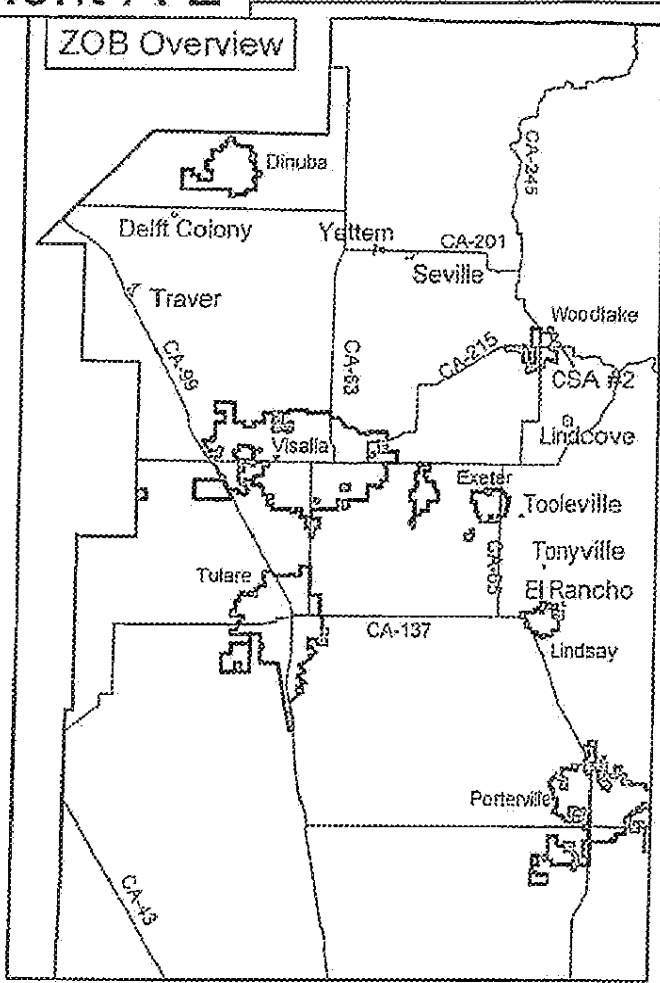 ZOB Overview
Dinuba
CA-245
Delft Colony
Yettem
CA-201
Seville
Traver
Woodlake
CA-99
CA-63
CA-215
CSA #2
Lindcove
Visalia
Exeter
Tooleville
CA-65
Tonyville
Tulare
El Rancho
CA-137
Lindsay
Porterville
CA-43